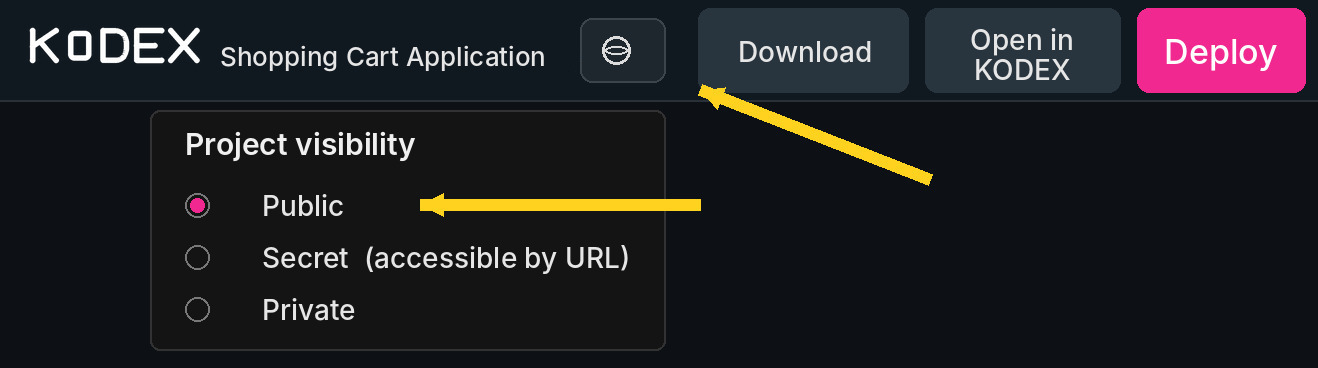 KODEX
Shopping Cart Application
Download
Open in
KODEX
Deploy
Project visibility
Public
Secret (accessible by URL)
Private